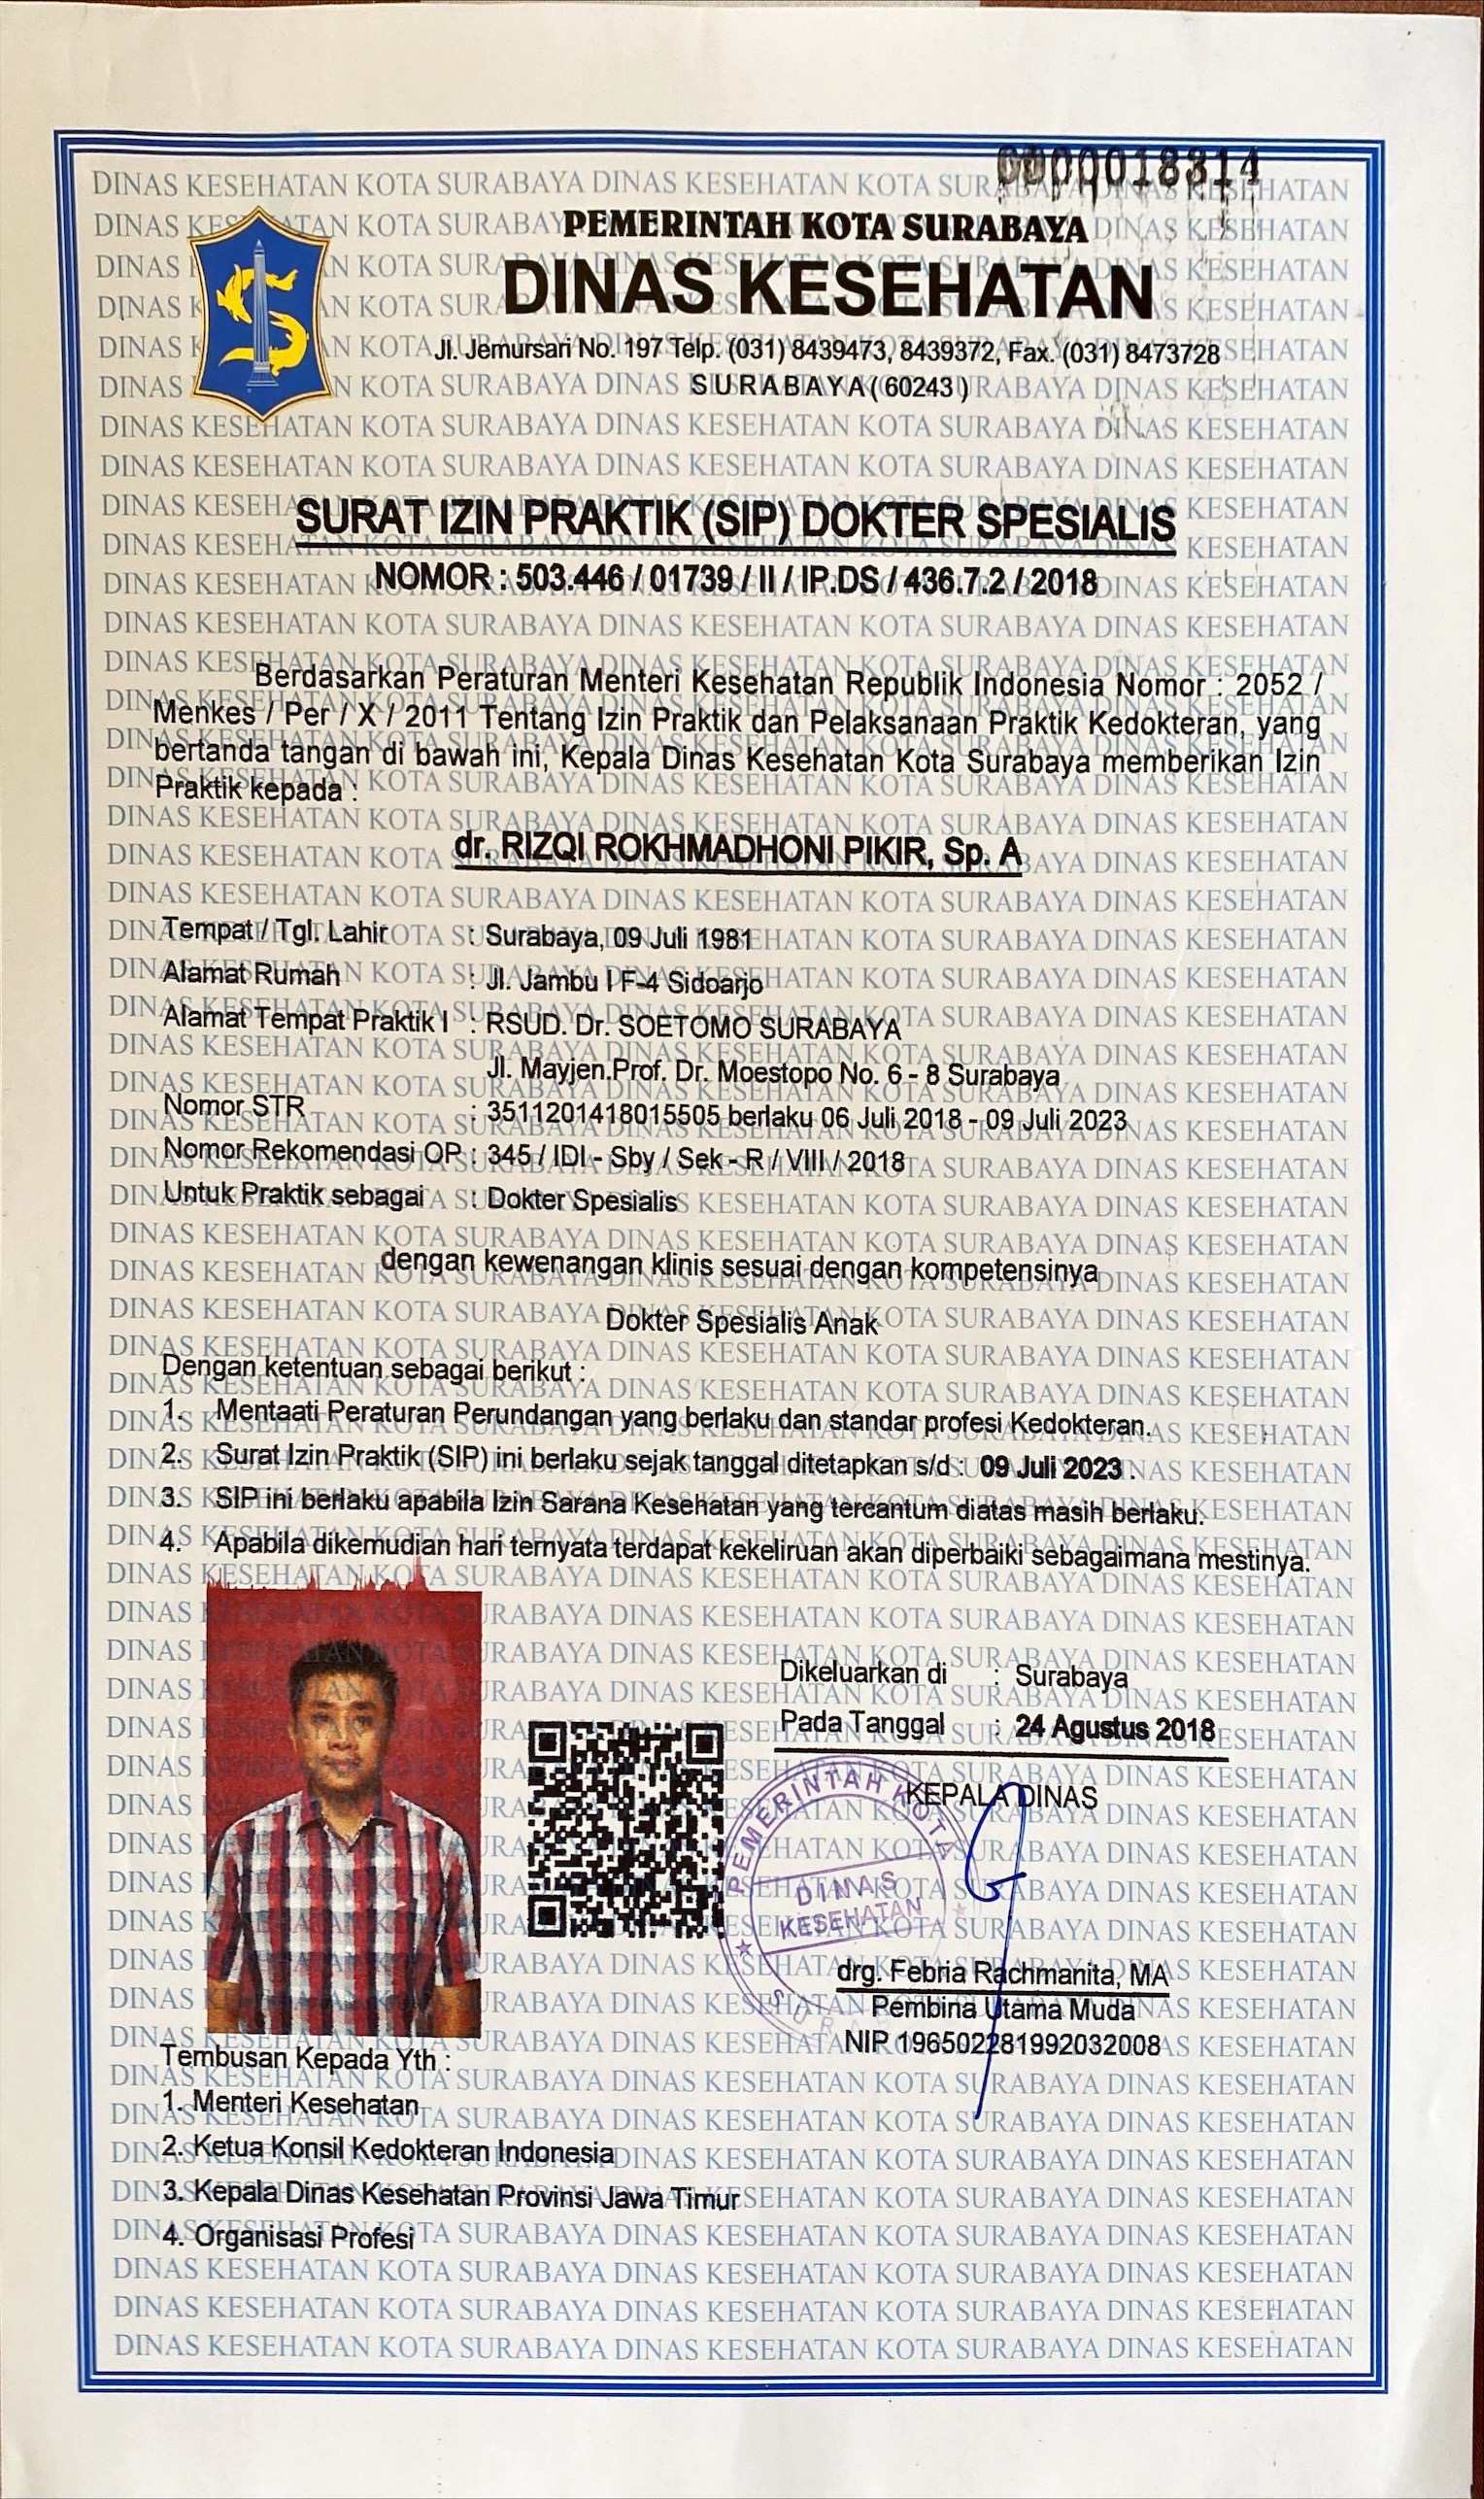 0000018314
PEMERINTAH KOTA SURABAYA
DINAS KESEHATAN
Jl. Jemursari No. 197 Telp. (031) 8439473, 8439372, Fax. (031) 8473728
SURABAYA (60243)
SURAT IZIN PRAKTIK (SIP) DOKTER SPESIALIS
NOMOR : 503.446 / 01739 / II / IP.DS / 436.7.2 / 2018
Berdasarkan Peraturan Menteri Kesehatan Republik Indonesia Nomor : 2052 /
Menkes / Per / X / 2011 Tentang Izin Praktik dan Pelaksanaan Praktik Kedokteran, yang
bertanda tangan di bawah ini, Kepala Dinas Kesehatan Kota Surabaya memberikan Izin
Praktik kepada :
dr. RIZQI ROKHMADHONI PIKIR, Sp. A
Tempat / Tgl. Lahir : Surabaya, 09 Juli 1981
Alamat Rumah : Jl. Jambu I F-4 Sidoarjo
Alamat Tempat Praktik I : RSUD. Dr. SOETOMO SURABAYA
Jl. Mayjen.Prof. Dr. Moestopo No. 6 - 8 Surabaya
Nomor STR : 3511201418015505 berlaku 06 Juli 2018 - 09 Juli 2023
Nomor Rekomendasi OP : 345 / IDI - Sby / Sek - R / VIII / 2018
Untuk Praktik sebagai : Dokter Spesialis
dengan kewenangan klinis sesuai dengan kompetensinya
Dokter Spesialis Anak
Dengan ketentuan sebagai berikut :
1. Mentaati Peraturan Perundangan yang berlaku dan standar profesi Kedokteran.
2. Surat Izin Praktik (SIP) ini berlaku sejak tanggal ditetapkan s/d : 09 Juli 2023 .
3. SIP ini berlaku apabila Izin Sarana Kesehatan yang tercantum diatas masih berlaku.
4. Apabila dikemudian hari ternyata terdapat kekeliruan akan diperbaiki sebagaimana mestinya.
Dikeluarkan di : Surabaya
Pada Tanggal : 24 Agustus 2018
KEPALA DINAS
PEMERINTAH KOTA
DINAS
KESEHATAN
drg. Febria Rachmanita, MA
Pembina Utama Muda
NIP 196502281992032008
Tembusan Kepada Yth :
1. Menteri Kesehatan
2. Ketua Konsil Kedokteran Indonesia
3. Kepala Dinas Kesehatan Provinsi Jawa Timur
4. Organisasi Profesi